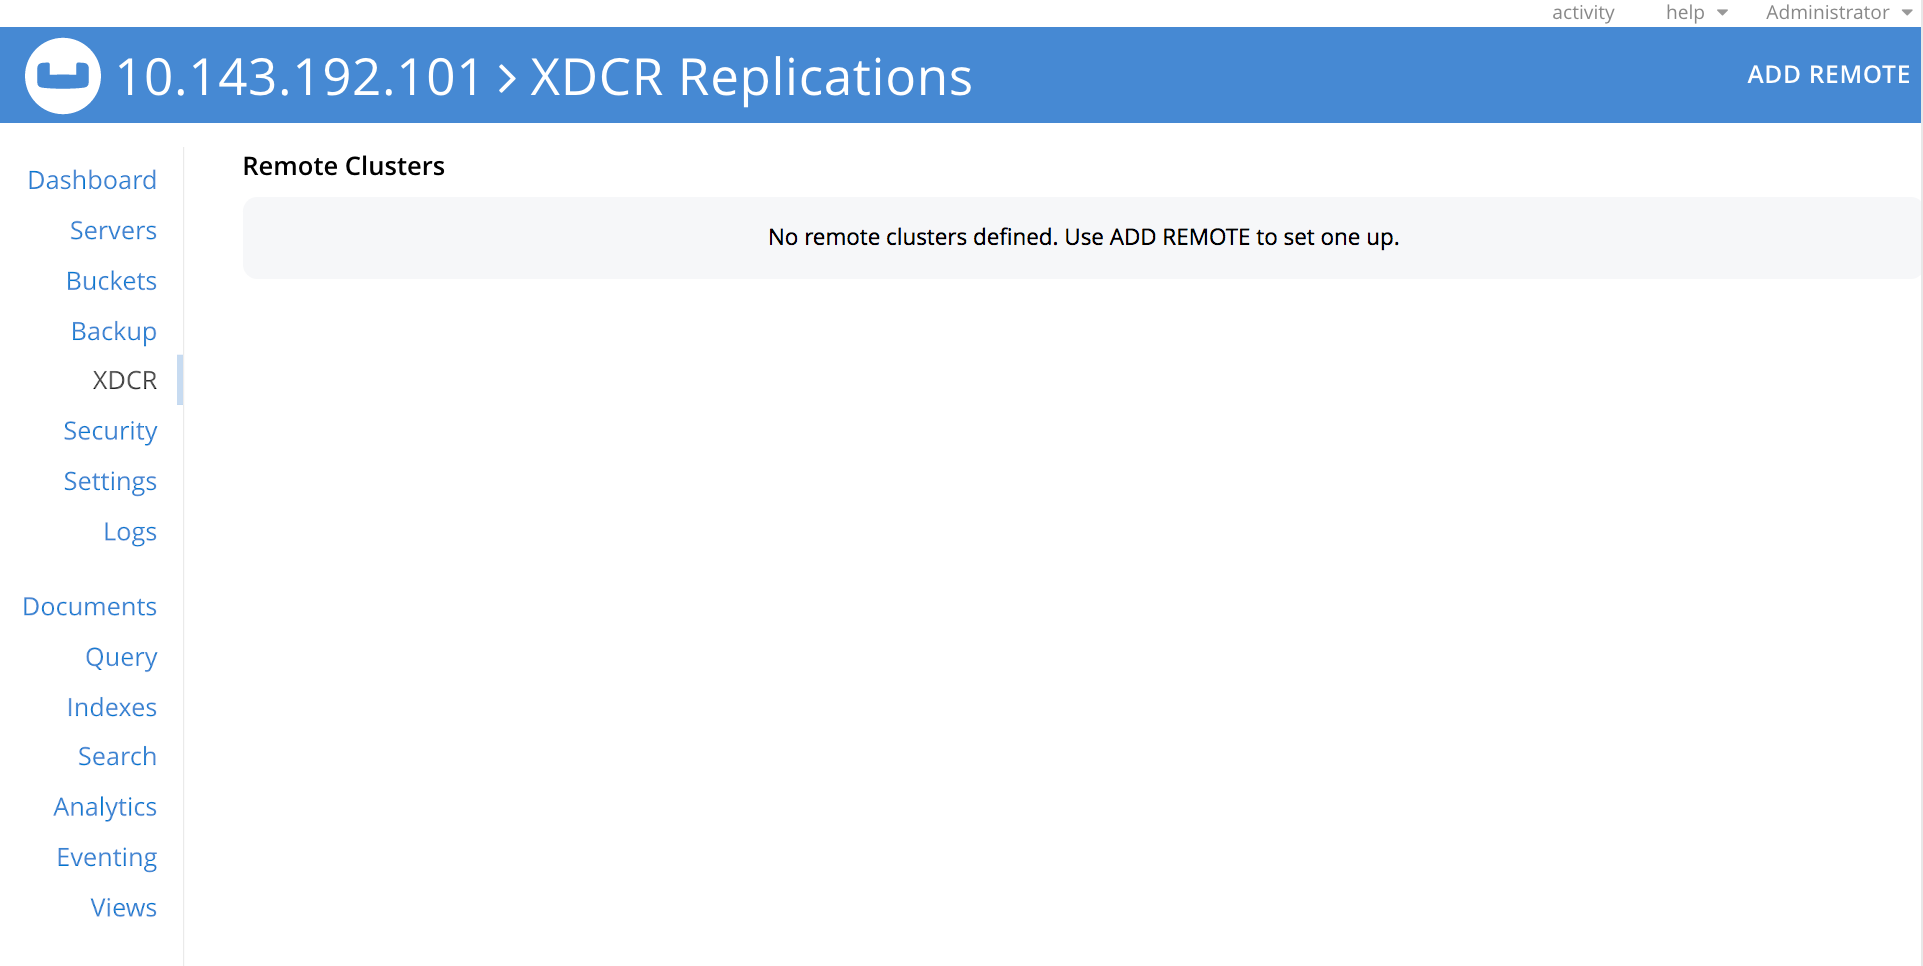 activity help Administrator
10.143.192.101 > XDCR Replications ADD REMOTE
Remote Clusters
No remote clusters defined. Use ADD REMOTE to set one up.
Dashboard
Servers
Buckets
Backup
XDCR
Security
Settings
Logs
Documents
Query
Indexes
Search
Analytics
Eventing
Views